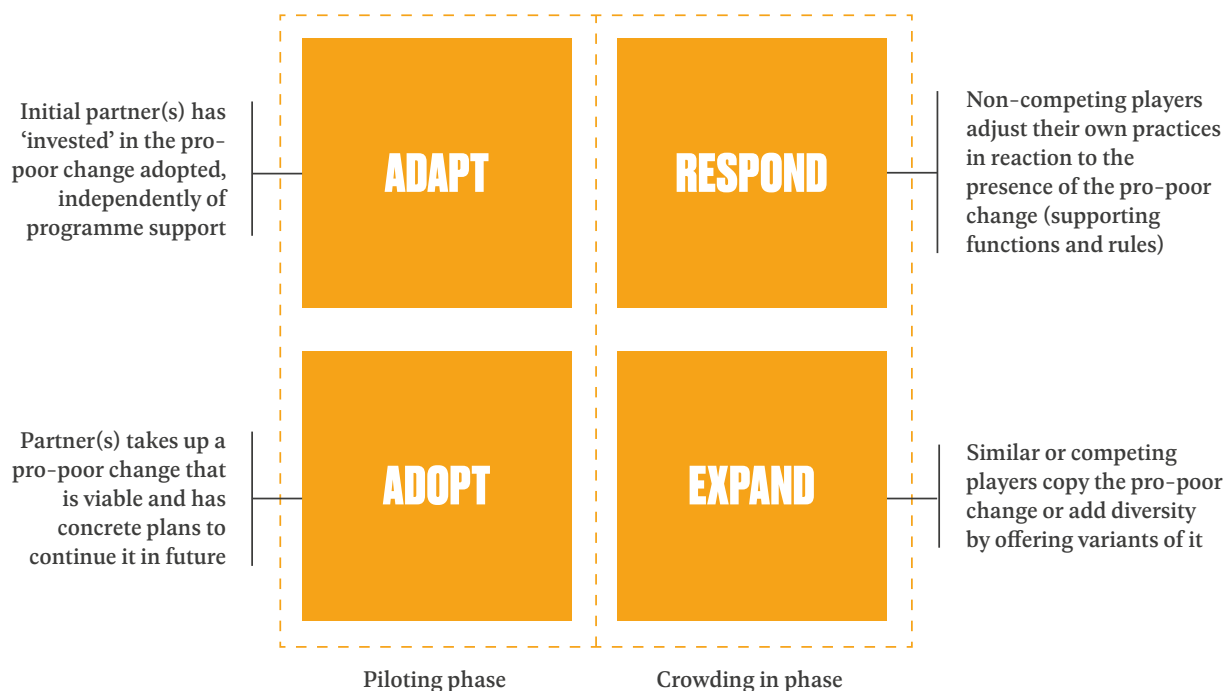 Initial partner(s) has
‘invested’ in the pro-
poor change adopted,
independently of
programme support
ADAPT
RESPOND
Non-competing players
adjust their own practices
in reaction to the
presence of the pro-poor
change (supporting
functions and rules)
Partner(s) takes up a
pro-poor change that
is viable and has
concrete plans to
continue it in future
ADOPT
EXPAND
Similar or competing
players copy the pro-poor
change or add diversity
by offering variants of it
Piloting phase
Crowding in phase